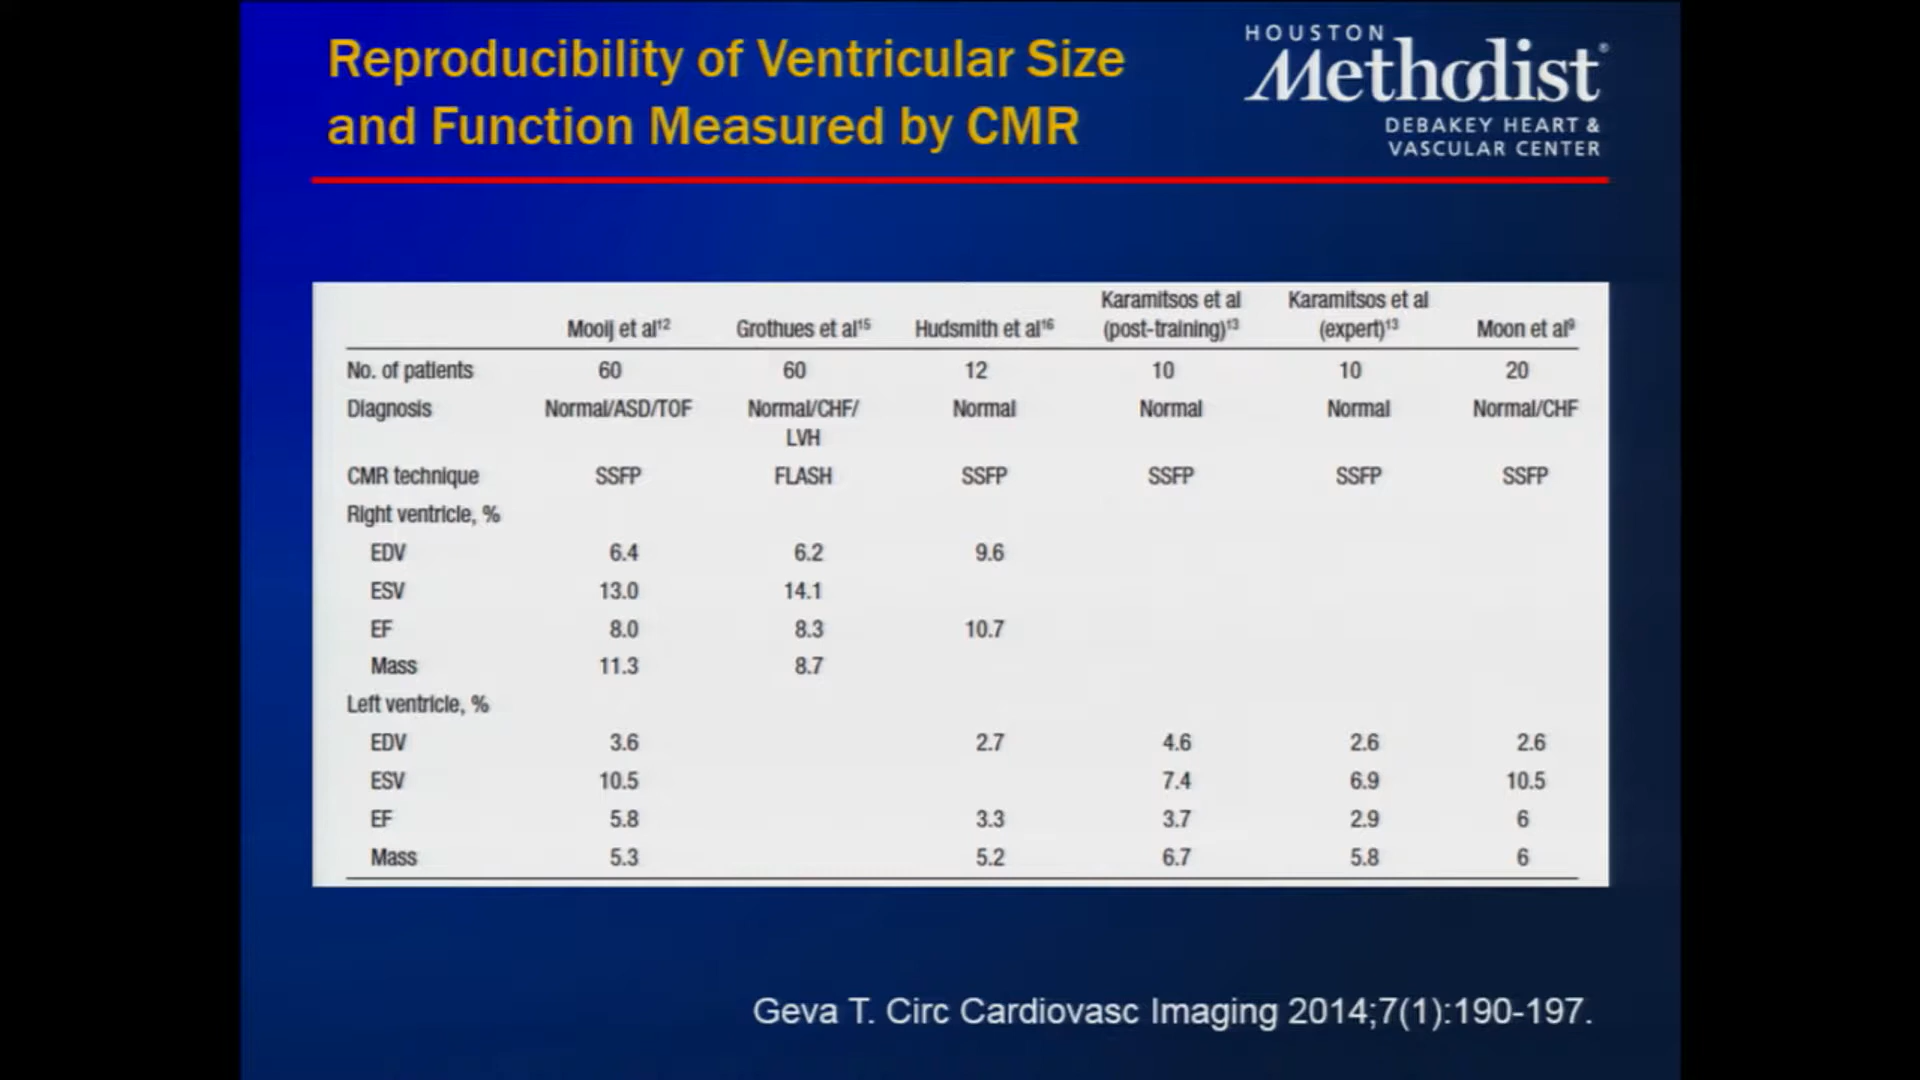 Reproducibility of Ventricular Size
and Function Measured by CMR
HOUSTON
Methodist®
DEBAKEY HEART &
VASCULAR CENTER
Mooij et al¹² Grothues et al¹⁵ Hudsmith et al¹⁶ Karamitsos et al (post-training)¹³ Karamitsos et al (expert)¹³ Moon et al⁹
No. of patients 60 60 12 10 10 20
Diagnosis Normal/ASD/TOF Normal/CHF/LVH Normal Normal Normal Normal/CHF
CMR technique SSFP FLASH SSFP SSFP SSFP SSFP
Right ventricle, %
EDV 6.4 6.2 9.6
ESV 13.0 14.1
EF 8.0 8.3 10.7
Mass 11.3 8.7
Left ventricle, %
EDV 3.6 2.7 4.6 2.6 2.6
ESV 10.5 7.4 6.9 10.5
EF 5.8 3.3 3.7 2.9 6
Mass 5.3 5.2 6.7 5.8 6
Geva T. Circ Cardiovasc Imaging 2014;7(1):190-197.